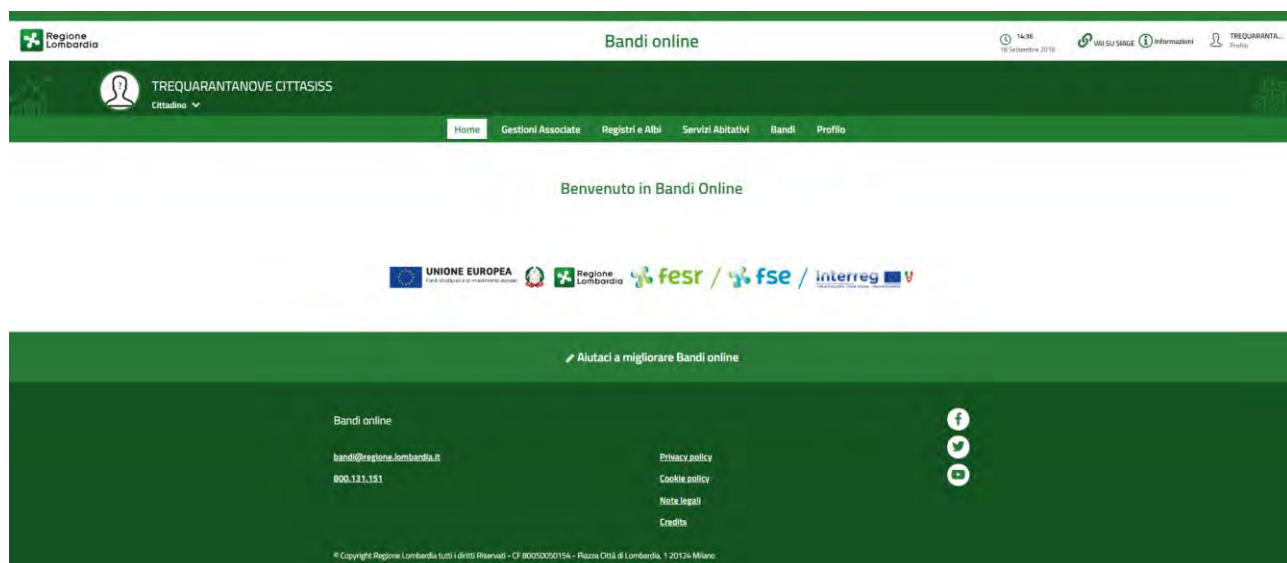 Regione
Lombardia
Bandi online
14:36
18 Settembre 2018
VAI SU SIAGE
Informazioni
TREQUARANTA...
Profilo
TREQUARANTANOVE CITTASISS
Cittadino
Home Gestioni Associate Registri e Albi Servizi Abitativi Bandi Profilo
Benvenuto in Bandi Online
UNIONE EUROPEA
Regione
Lombardia
fesr / fse / Interreg
Aiutaci a migliorare Bandi online
Bandi online
bandi@regione.lombardia.it
800.131.151
Privacy policy
Cookie policy
Note legali
Credits
© Copyright Regione Lombardia tutti i diritti Riservati - CF 80050050154 - Piazza Città di Lombardia, 1 20124 Milano